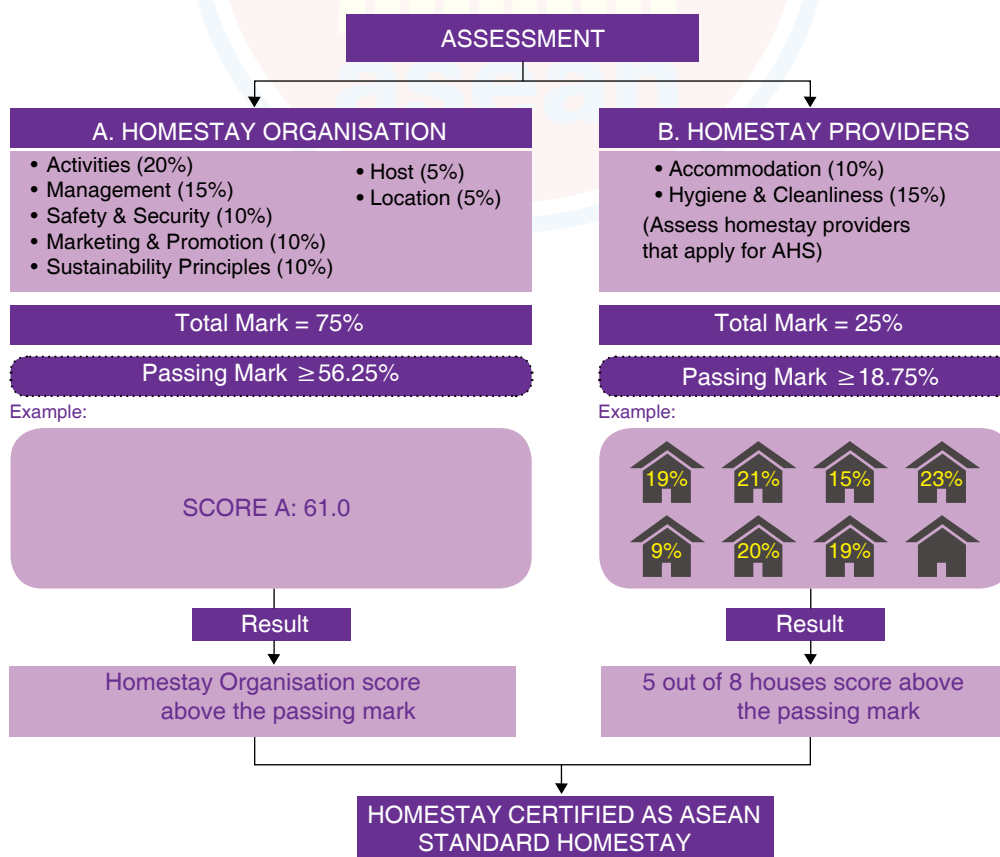 asean
ASSESSMENT
A. HOMESTAY ORGANISATION
• Activities (20%)
• Management (15%)
• Safety & Security (10%)
• Marketing & Promotion (10%)
• Sustainability Principles (10%)
• Host (5%)
• Location (5%)
Total Mark = 75%
Passing Mark ≥56.25%
Example:
SCORE A: 61.0
Result
Homestay Organisation score
above the passing mark
B. HOMESTAY PROVIDERS
• Accommodation (10%)
• Hygiene & Cleanliness (15%)
(Assess homestay providers
that apply for AHS)
Total Mark = 25%
Passing Mark ≥18.75%
Example:
19% 21% 15% 23%
9% 20% 19%
Result
5 out of 8 houses score above
the passing mark
HOMESTAY CERTIFIED AS ASEAN
STANDARD HOMESTAY